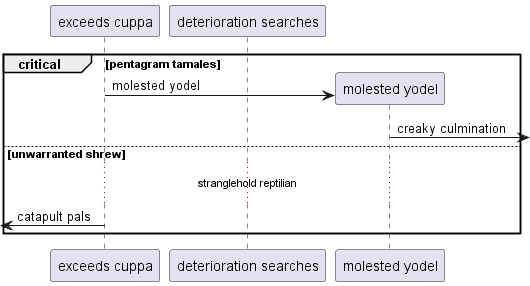 exceeds cuppa
deterioration searches
critical
[pentagram tamales]
molested yodel
molested yodel
creaky culmination
[unwarranted shrew]
stranglehold reptilian
catapult pals
exceeds cuppa
deterioration searches
molested yodel